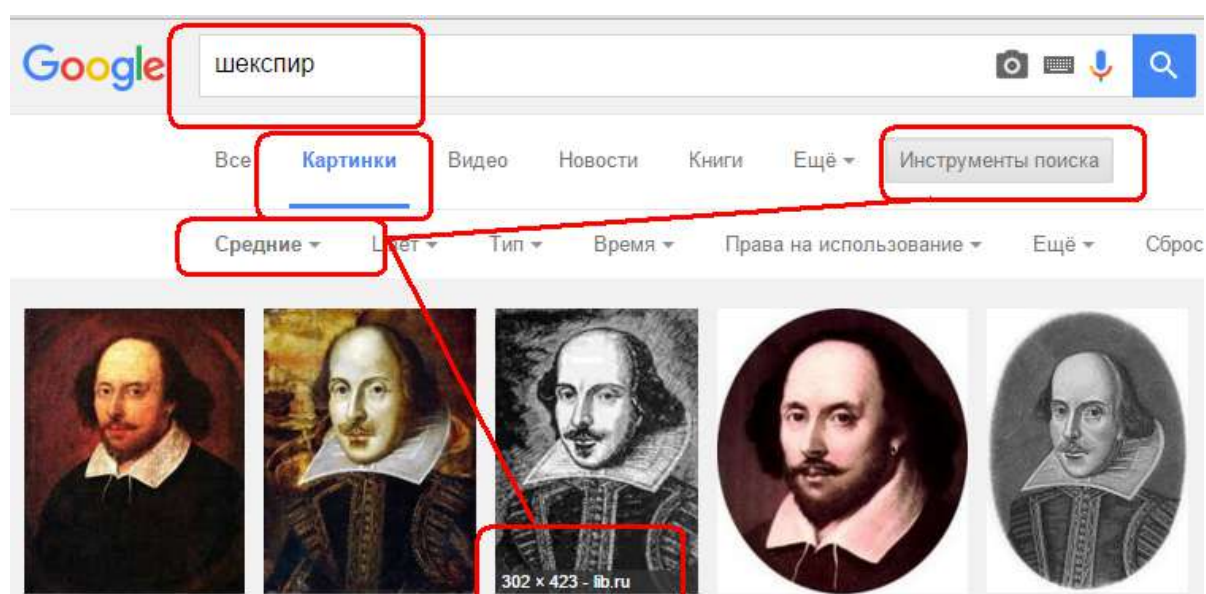 Google шекспир
Все Картинки Видео Новости Книги Ещё Инструменты поиска
Средние Цвет Тип Время Права на использование Ещё Сброс
302 × 423 - lib.ru